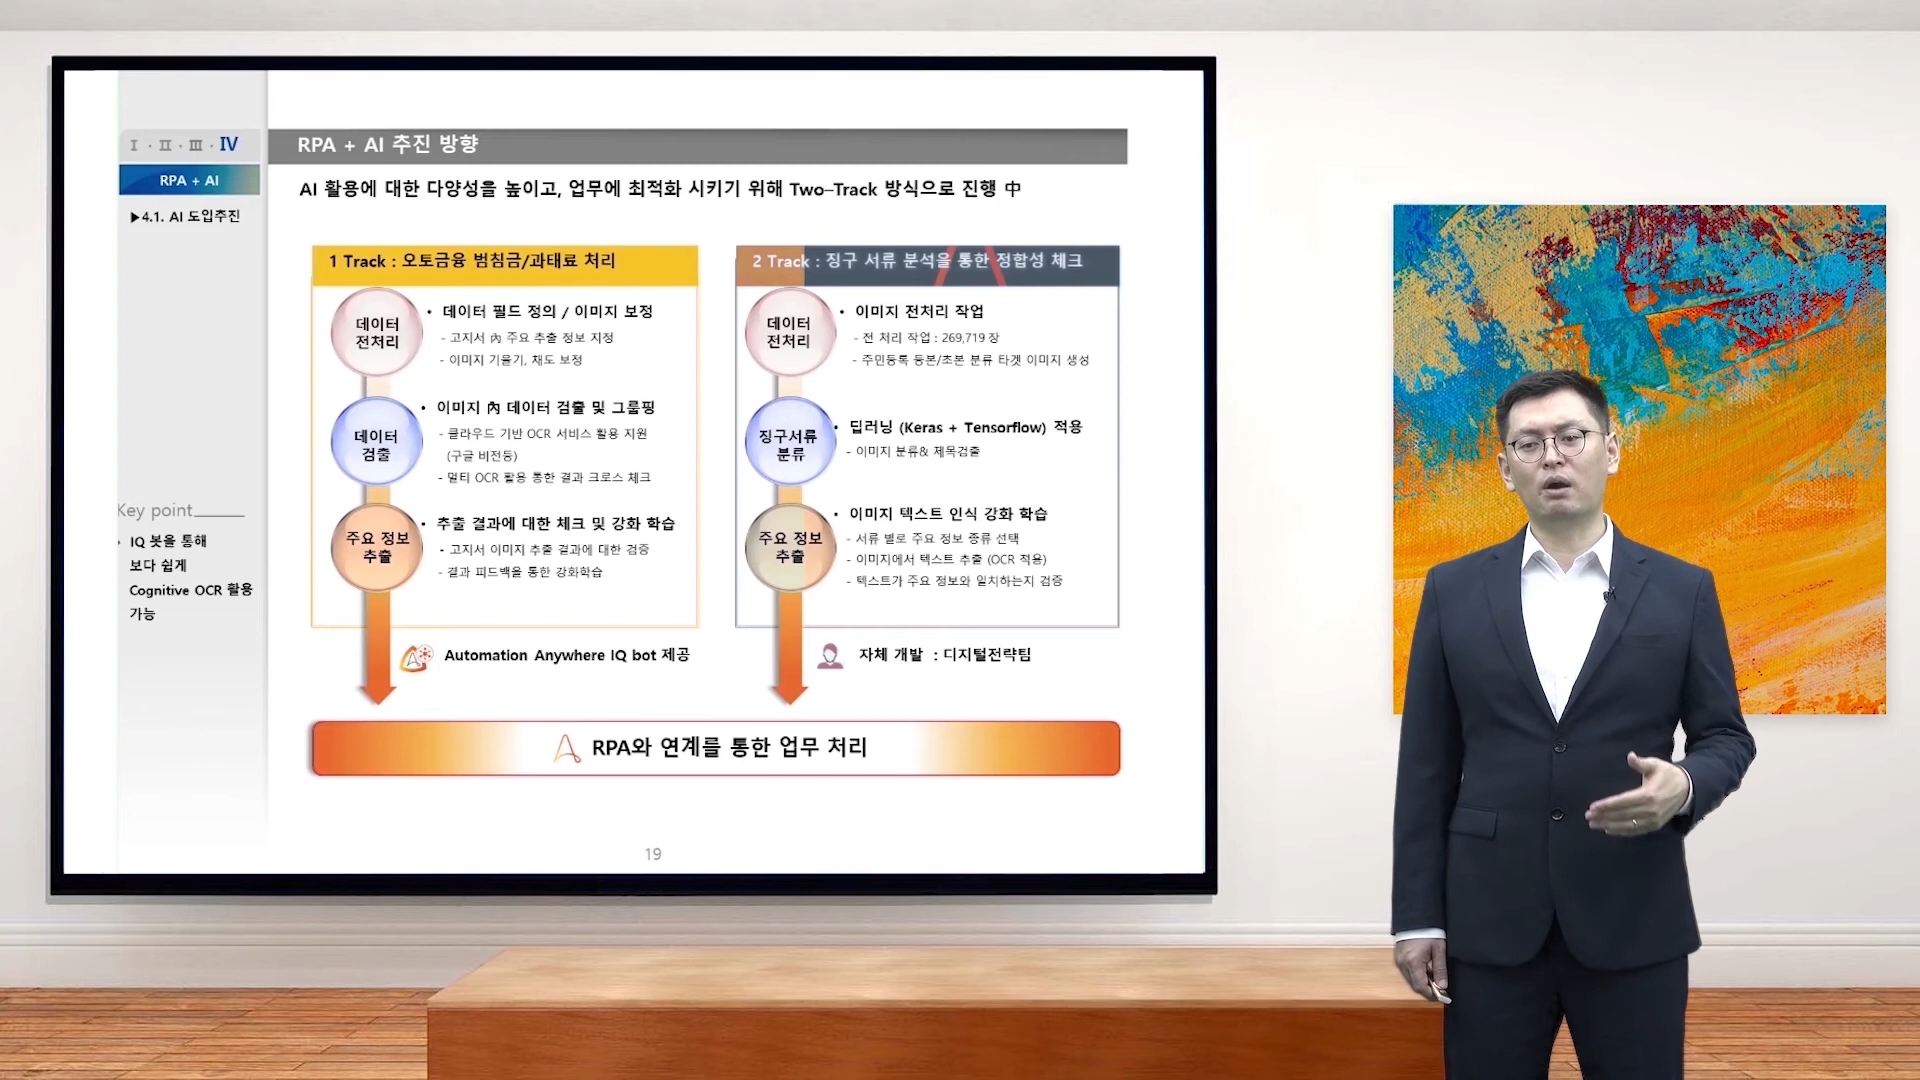 I · II · III · IV
RPA + AI
▶4.1. AI 도입추진
Key point
• IQ 봇을 통해
보다 쉽게
Cognitive OCR 활용
가능
RPA + AI 추진 방향
AI 활용에 대한 다양성을 높이고, 업무에 최적화 시키기 위해 Two–Track 방식으로 진행 中
1 Track : 오토금융 범침금/과태료 처리
데이터
전처리
• 데이터 필드 정의 / 이미지 보정
- 고지서 內 주요 추출 정보 지정
- 이미지 기울기, 채도 보정
데이터
검출
• 이미지 內 데이터 검출 및 그룹핑
- 클라우드 기반 OCR 서비스 활용 지원
(구글 비전등)
- 멀티 OCR 활용 통한 결과 크로스 체크
주요 정보
추출
• 추출 결과에 대한 체크 및 강화 학습
- 고지서 이미지 추출 결과에 대한 검증
- 결과 피드백을 통한 강화학습
Automation Anywhere IQ bot 제공
2 Track : 징구 서류 분석을 통한 정합성 체크
데이터
전처리
• 이미지 전처리 작업
- 전 처리 작업 : 269,719 장
- 주민등록 등본/초본 분류 타겟 이미지 생성
징구서류
분류
• 딥러닝 (Keras + Tensorflow) 적용
- 이미지 분류& 제목검출
주요 정보
추출
• 이미지 텍스트 인식 강화 학습
- 서류 별로 주요 정보 종류 선택
- 이미지에서 텍스트 추출 (OCR 적용)
- 텍스트가 주요 정보와 일치하는지 검증
자체 개발 : 디지털전략팀
RPA와 연계를 통한 업무 처리
19